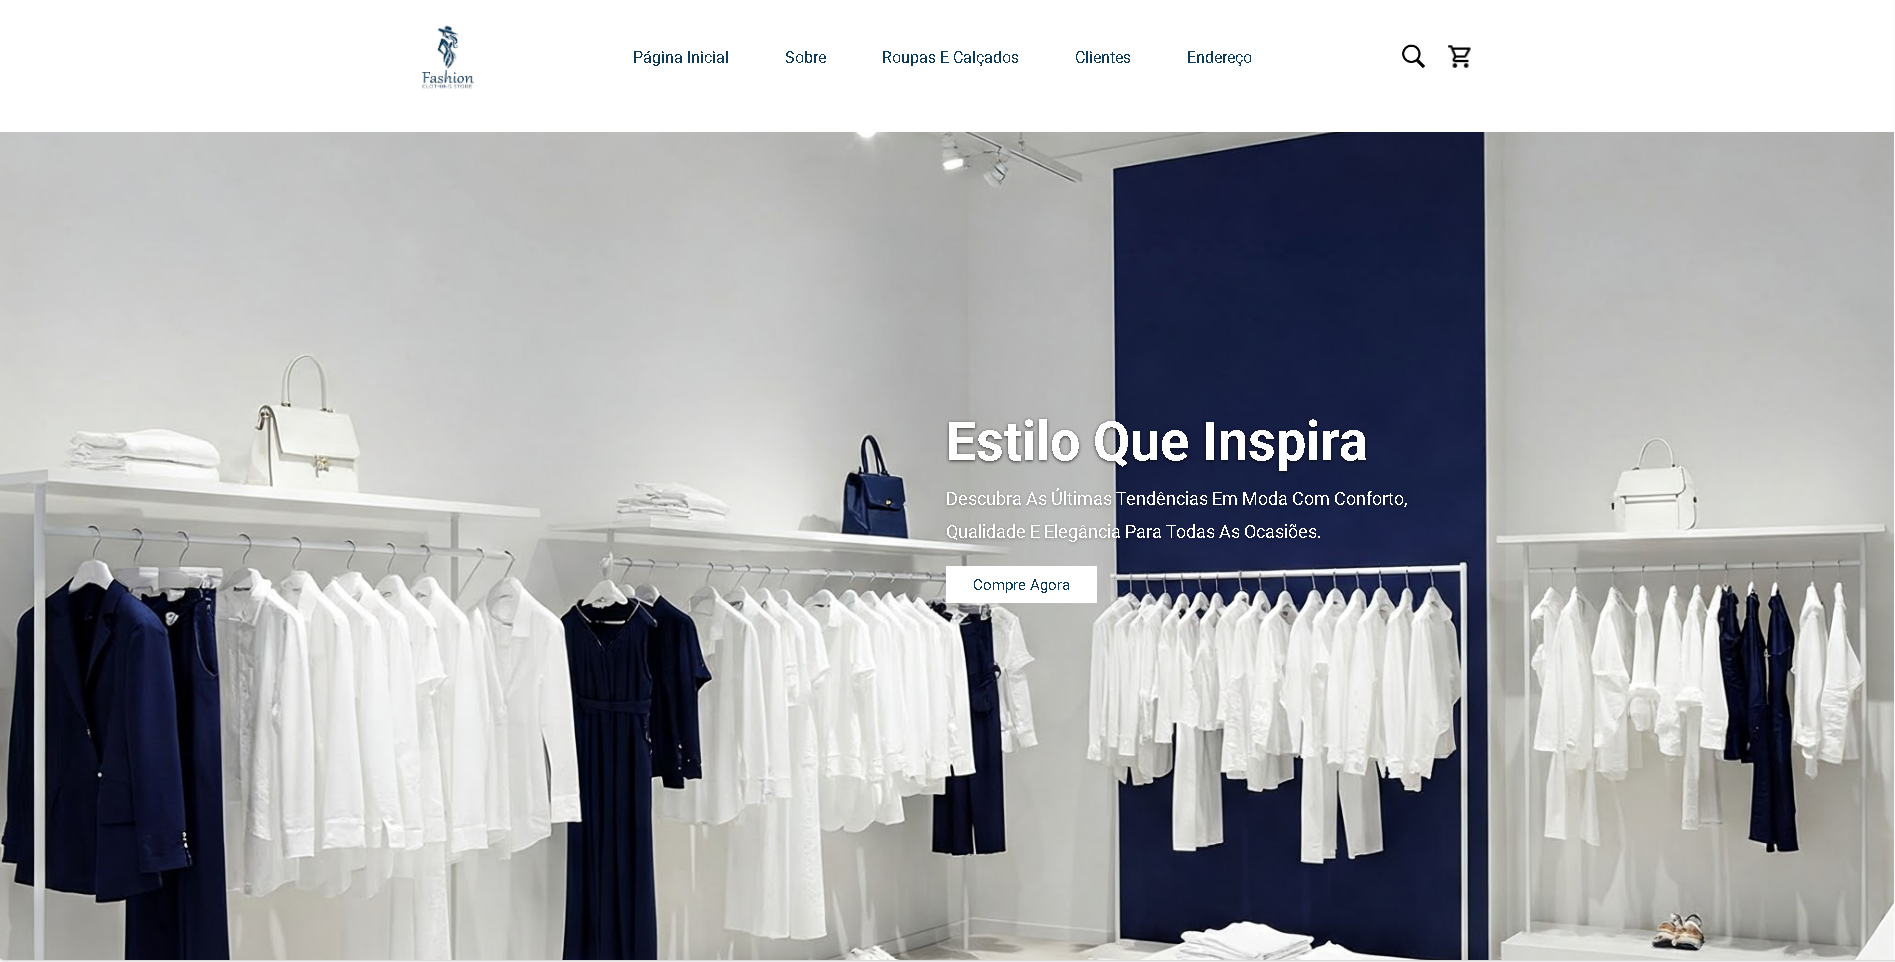 Fashion
CLOTHING STORE
Página Inicial
Sobre
Roupas E Calçados
Clientes
Endereço
Estilo Que Inspira
Descubra As Últimas Tendências Em Moda Com Conforto,
Qualidade E Elegância Para Todas As Ocasiões.
Compre Agora